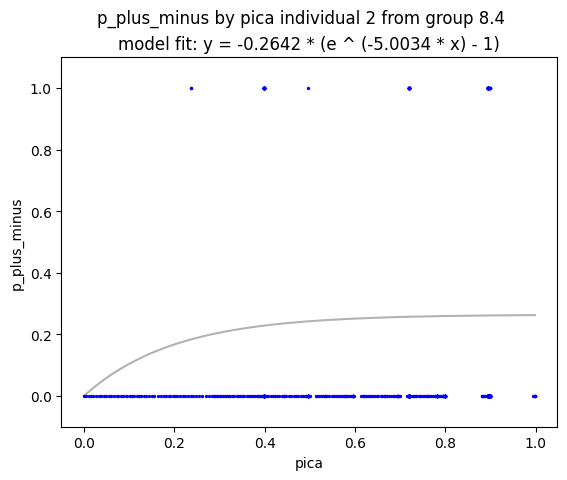 p_plus_minus by pica individual 2 from group 8.4
model fit: y = -0.2642 * (e ^ (-5.0034 * x) - 1)
1.0
0.8
0.6
0.4
0.2
0.0
p_plus_minus
0.0 0.2 0.4 0.6 0.8 1.0
pica